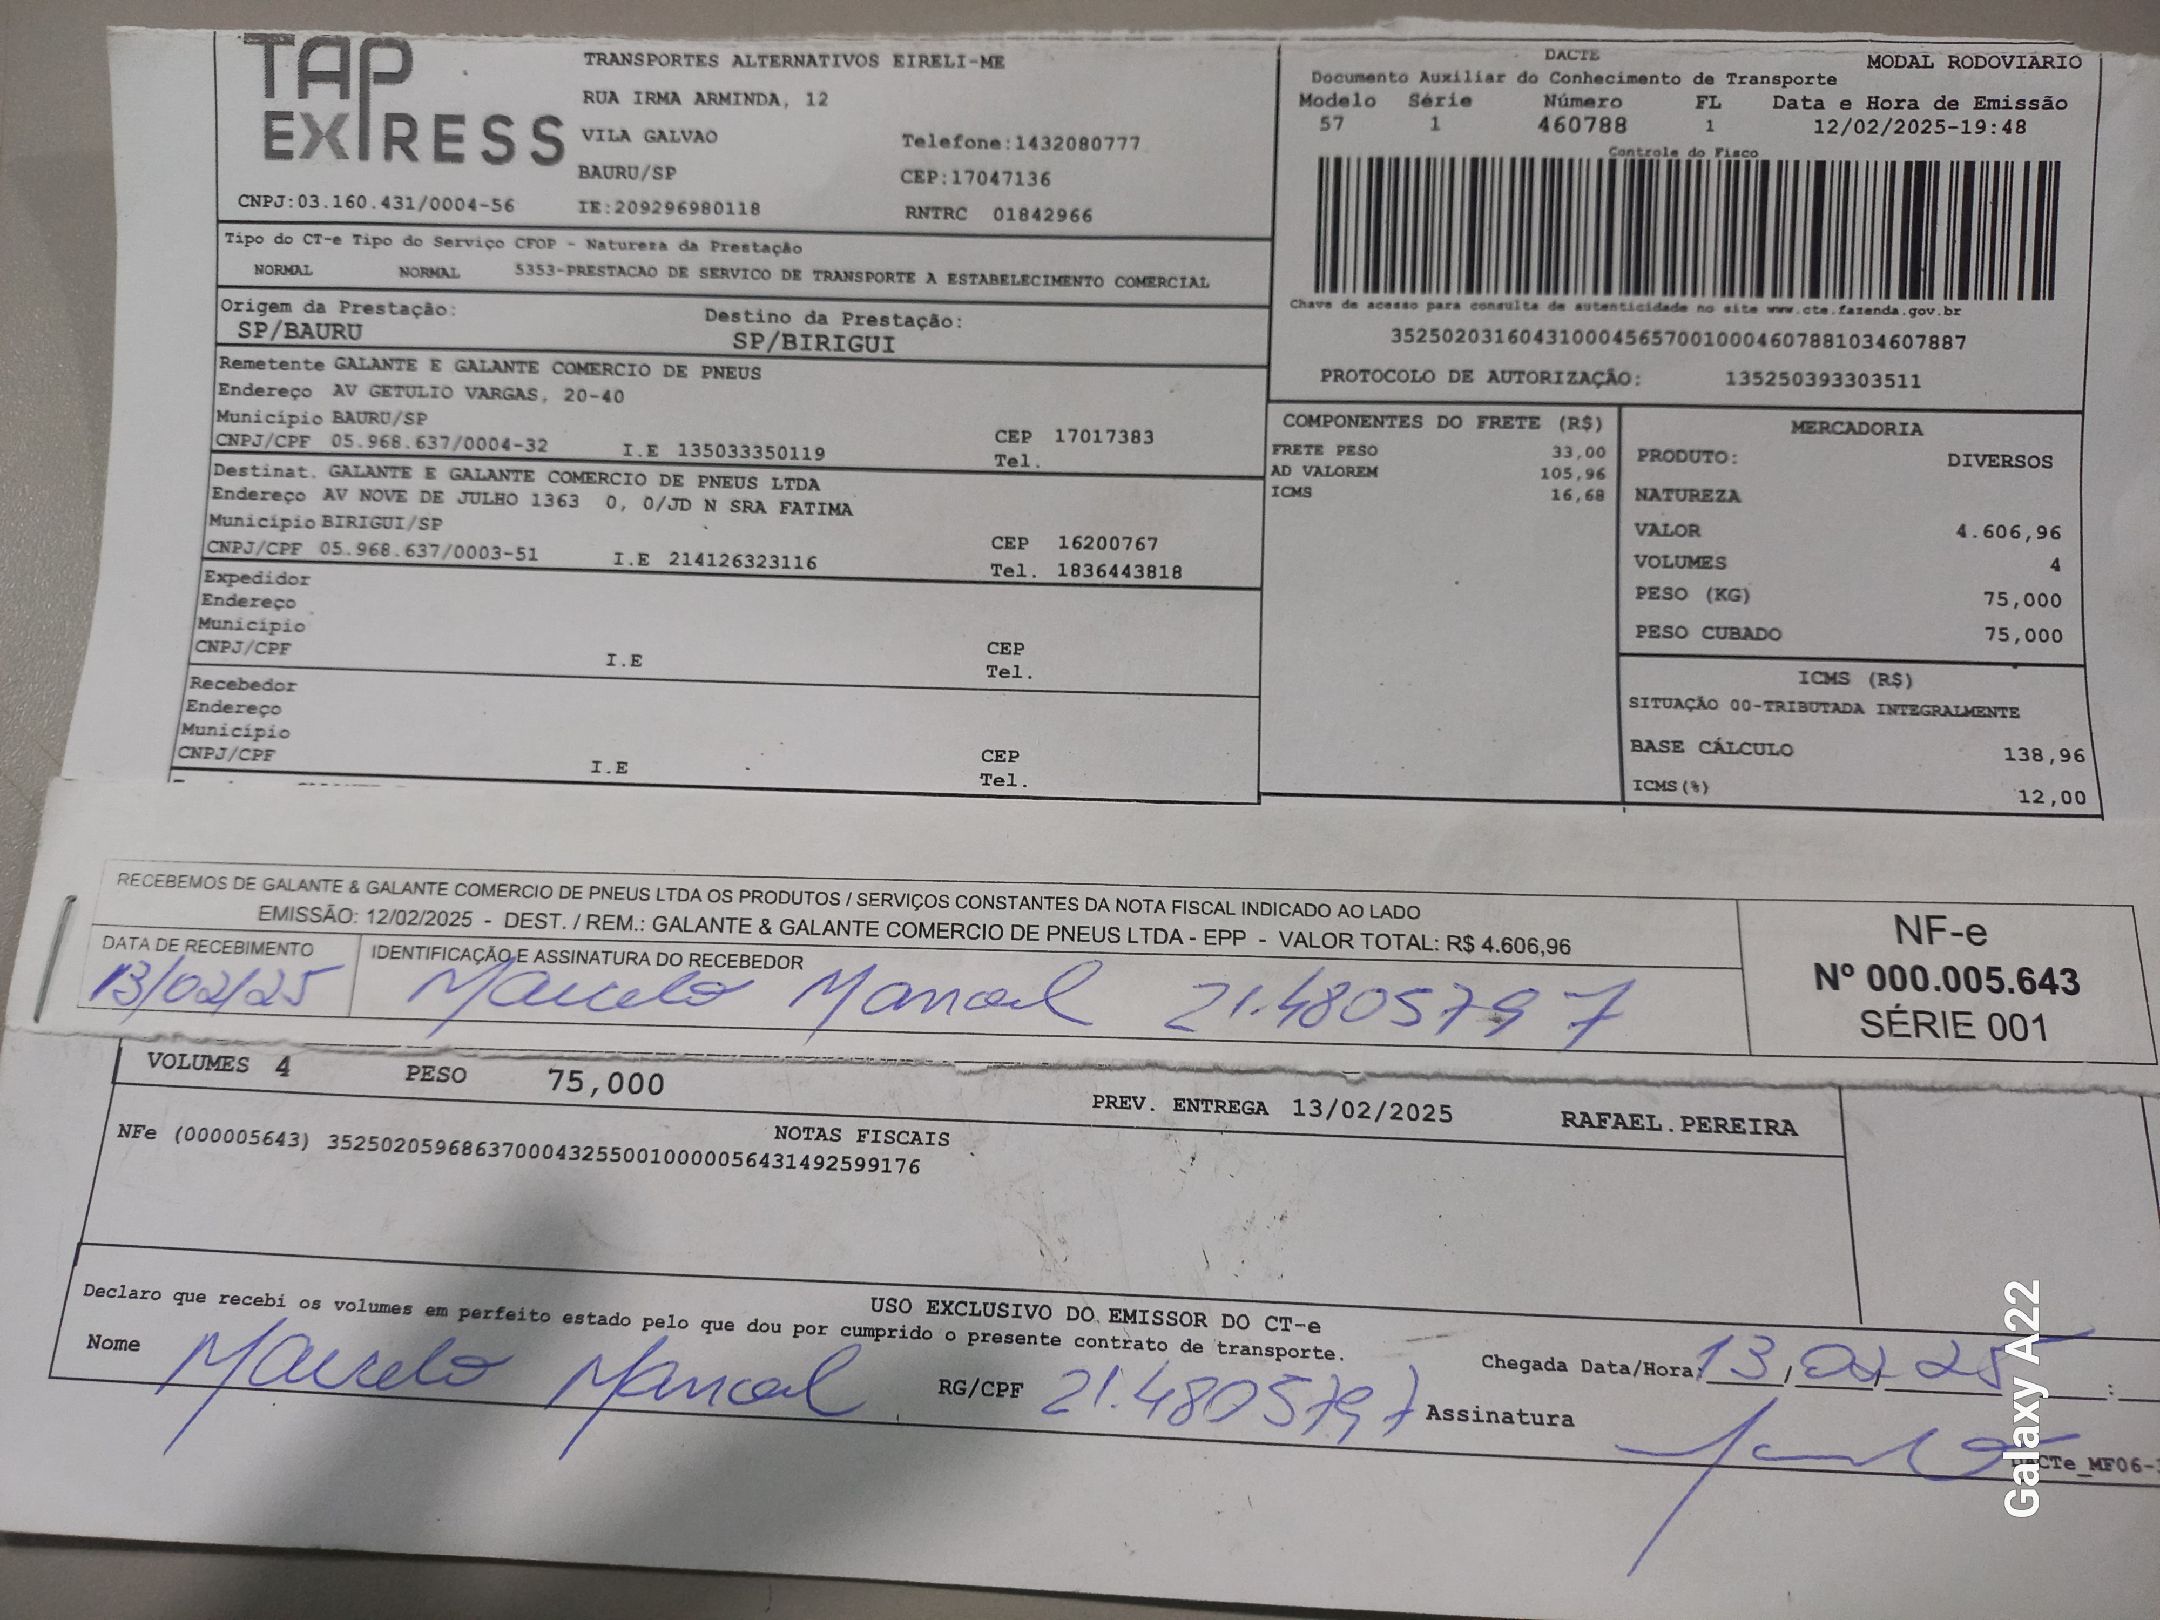 TAP EXPRESS
TRANSPORTES ALTERNATIVOS EIRELI-ME
RUA IRMA ARMINDA, 12
VILA GALVAO Telefone:1432080777
BAURU/SP CEP:17047136
CNPJ:03.160.431/0004-56 IE:209296980118 RNTRC 01842966
DACTE MODAL RODOVIÁRIO
Documento Auxiliar do Conhecimento de Transporte
Modelo Série Número FL Data e Hora de Emissão
57 1 460788 1 12/02/2025-19:48
Controle do Fisco
Chave de acesso para consulta de autenticidade no site www.cte.fazenda.gov.br
35250203160431000456570010004607881034607887
PROTOCOLO DE AUTORIZAÇÃO: 135250393303511
Tipo do CT-e Tipo do Serviço CFOP - Natureza da Prestação
NORMAL NORMAL 5353-PRESTACAO DE SERVICO DE TRANSPORTE A ESTABELECIMENTO COMERCIAL
Origem da Prestação: Destino da Prestação:
SP/BAURU SP/BIRIGUI
Remetente GALANTE E GALANTE COMERCIO DE PNEUS
Endereço AV GETULIO VARGAS, 20-40
Município BAURU/SP CEP 17017383
CNPJ/CPF 05.968.637/0004-32 I.E 135033350119 Tel.
Destinat. GALANTE E GALANTE COMERCIO DE PNEUS LTDA
Endereço AV NOVE DE JULHO 1363 0, 0/JD N SRA FATIMA
Município BIRIGUI/SP CEP 16200767
CNPJ/CPF 05.968.637/0003-51 I.E 214126323116 Tel. 1836443818
Expedidor
Endereço
Município CEP
CNPJ/CPF I.E Tel.
Recebedor
Endereço
Município CEP
CNPJ/CPF I.E Tel.
COMPONENTES DO FRETE (R$)
FRETE PESO 33,00
AD VALOREM 105,96
ICMS 16,68
MERCADORIA
PRODUTO: DIVERSOS
NATUREZA
VALOR 4.606,96
VOLUMES 4
PESO (KG) 75,000
PESO CUBADO 75,000
ICMS (R$)
SITUAÇÃO 00-TRIBUTADA INTEGRALMENTE
BASE CÁLCULO 138,96
ICMS(%) 12,00
RECEBEMOS DE GALANTE & GALANTE COMERCIO DE PNEUS LTDA OS PRODUTOS / SERVIÇOS CONSTANTES DA NOTA FISCAL INDICADO AO LADO
EMISSÃO: 12/02/2025 - DEST. / REM.: GALANTE & GALANTE COMERCIO DE PNEUS LTDA - EPP - VALOR TOTAL: R$ 4.606,96
DATA DE RECEBIMENTO IDENTIFICAÇÃO E ASSINATURA DO RECEBEDOR
13/02/25 Marcelo Manoel 21.4805797
NF-e
Nº 000.005.643
SÉRIE 001
VOLUMES 4 PESO 75,000 PREV. ENTREGA 13/02/2025 RAFAEL.PEREIRA
NOTAS FISCAIS
NFe (000005643) 35250205968637000432550010000056431492599176
USO EXCLUSIVO DO EMISSOR DO CT-e
Declaro que recebi os volumes em perfeito estado pelo que dou por cumprido o presente contrato de transporte.
Nome Marcelo Manoel RG/CPF 21.4805797 Chegada Data/Hora: 13/02/25 :
Assinatura
CTe_MF06-
Galaxy A22